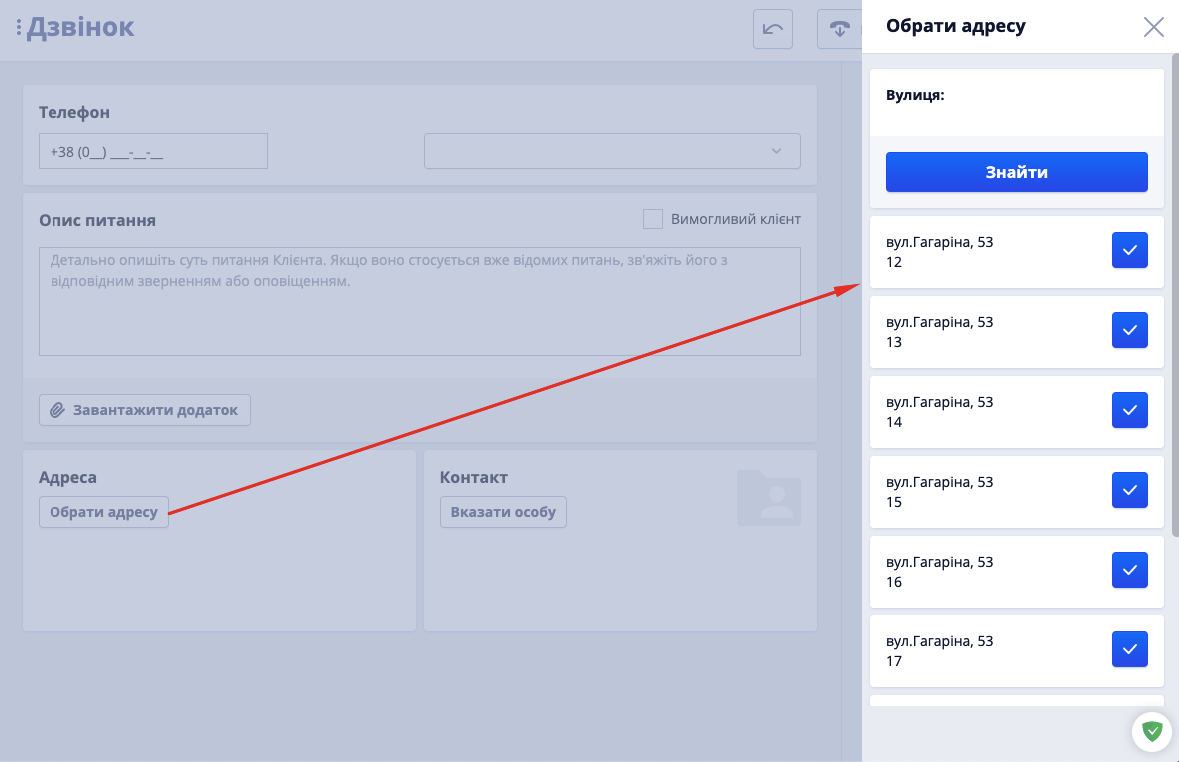 Дзвінок
Телефон
+38 (0__) ___-__-__
Опис питання
Вимогливий клієнт
Детально опишіть суть питання Клієнта. Якщо воно стосується вже відомих питань, зв'яжіть його з
відповідним зверненням або оповіщенням.
Завантажити додаток
Адреса
Обрати адресу
Контакт
Вказати особу
Обрати адресу
Вулиця:
Знайти
вул.Гагаріна, 53
12
вул.Гагаріна, 53
13
вул.Гагаріна, 53
14
вул.Гагаріна, 53
15
вул.Гагаріна, 53
16
вул.Гагаріна, 53
17